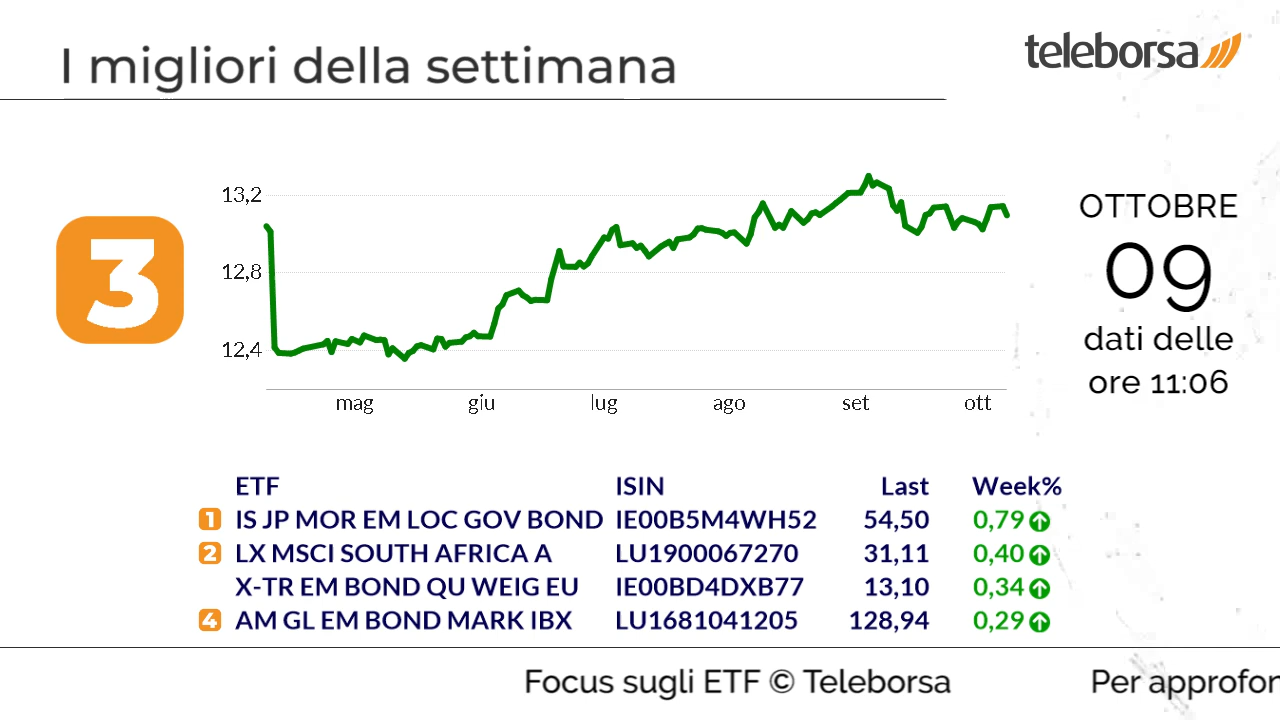 I migliori della settimana
teleborsa
3
13,2
12,8
12,4
mag giu lug ago set ott
OTTOBRE
09
dati delle
ore 11:06
ETF ISIN Last Week%
1 IS JP MOR EM LOC GOV BOND IE00B5M4WH52 54,50 0,79
2 LX MSCI SOUTH AFRICA A LU1900067270 31,11 0,40
X-TR EM BOND QU WEIG EU IE00BD4DXB77 13,10 0,34
4 AM GL EM BOND MARK IBX LU1681041205 128,94 0,29
Focus sugli ETF © Teleborsa Per approfon